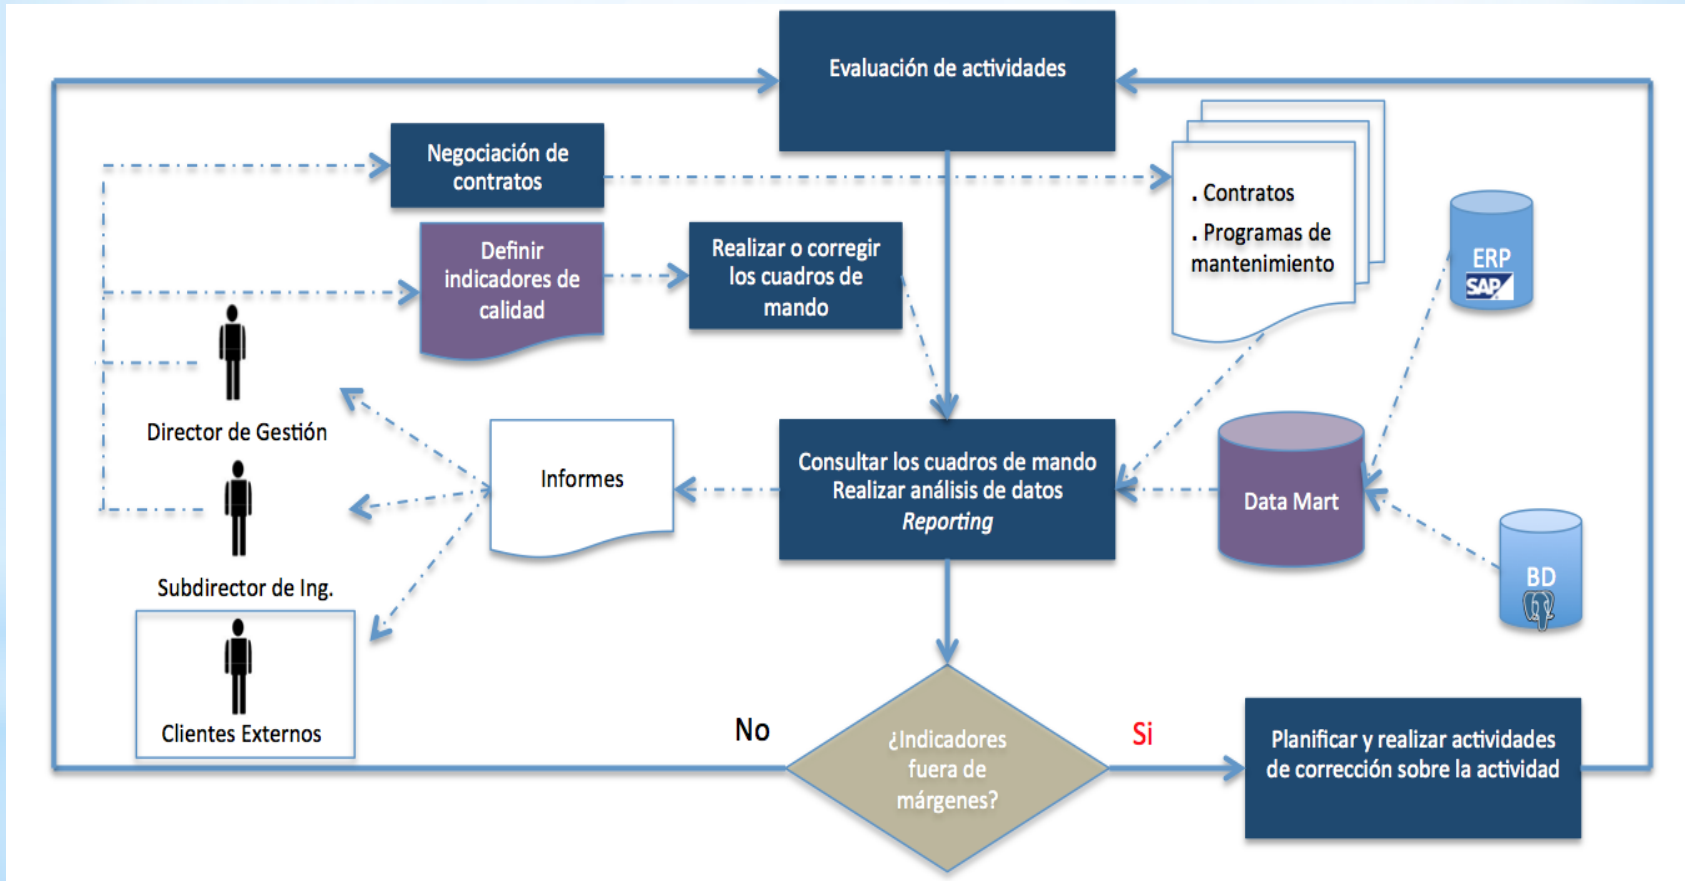 Evaluación de actividades
Negociación de
contratos
. Contratos
. Programas de
mantenimiento
Definir
indicadores de
calidad
Realizar o corregir
los cuadros de
mando
ERP
SAP
Director de Gestión
Informes
Consultar los cuadros de mando
Realizar análisis de datos
Reporting
Data Mart
BD
Subdirector de Ing.
Clientes Externos
No
¿Indicadores
fuera de
márgenes?
Si
Planificar y realizar actividades
de corrección sobre la actividad